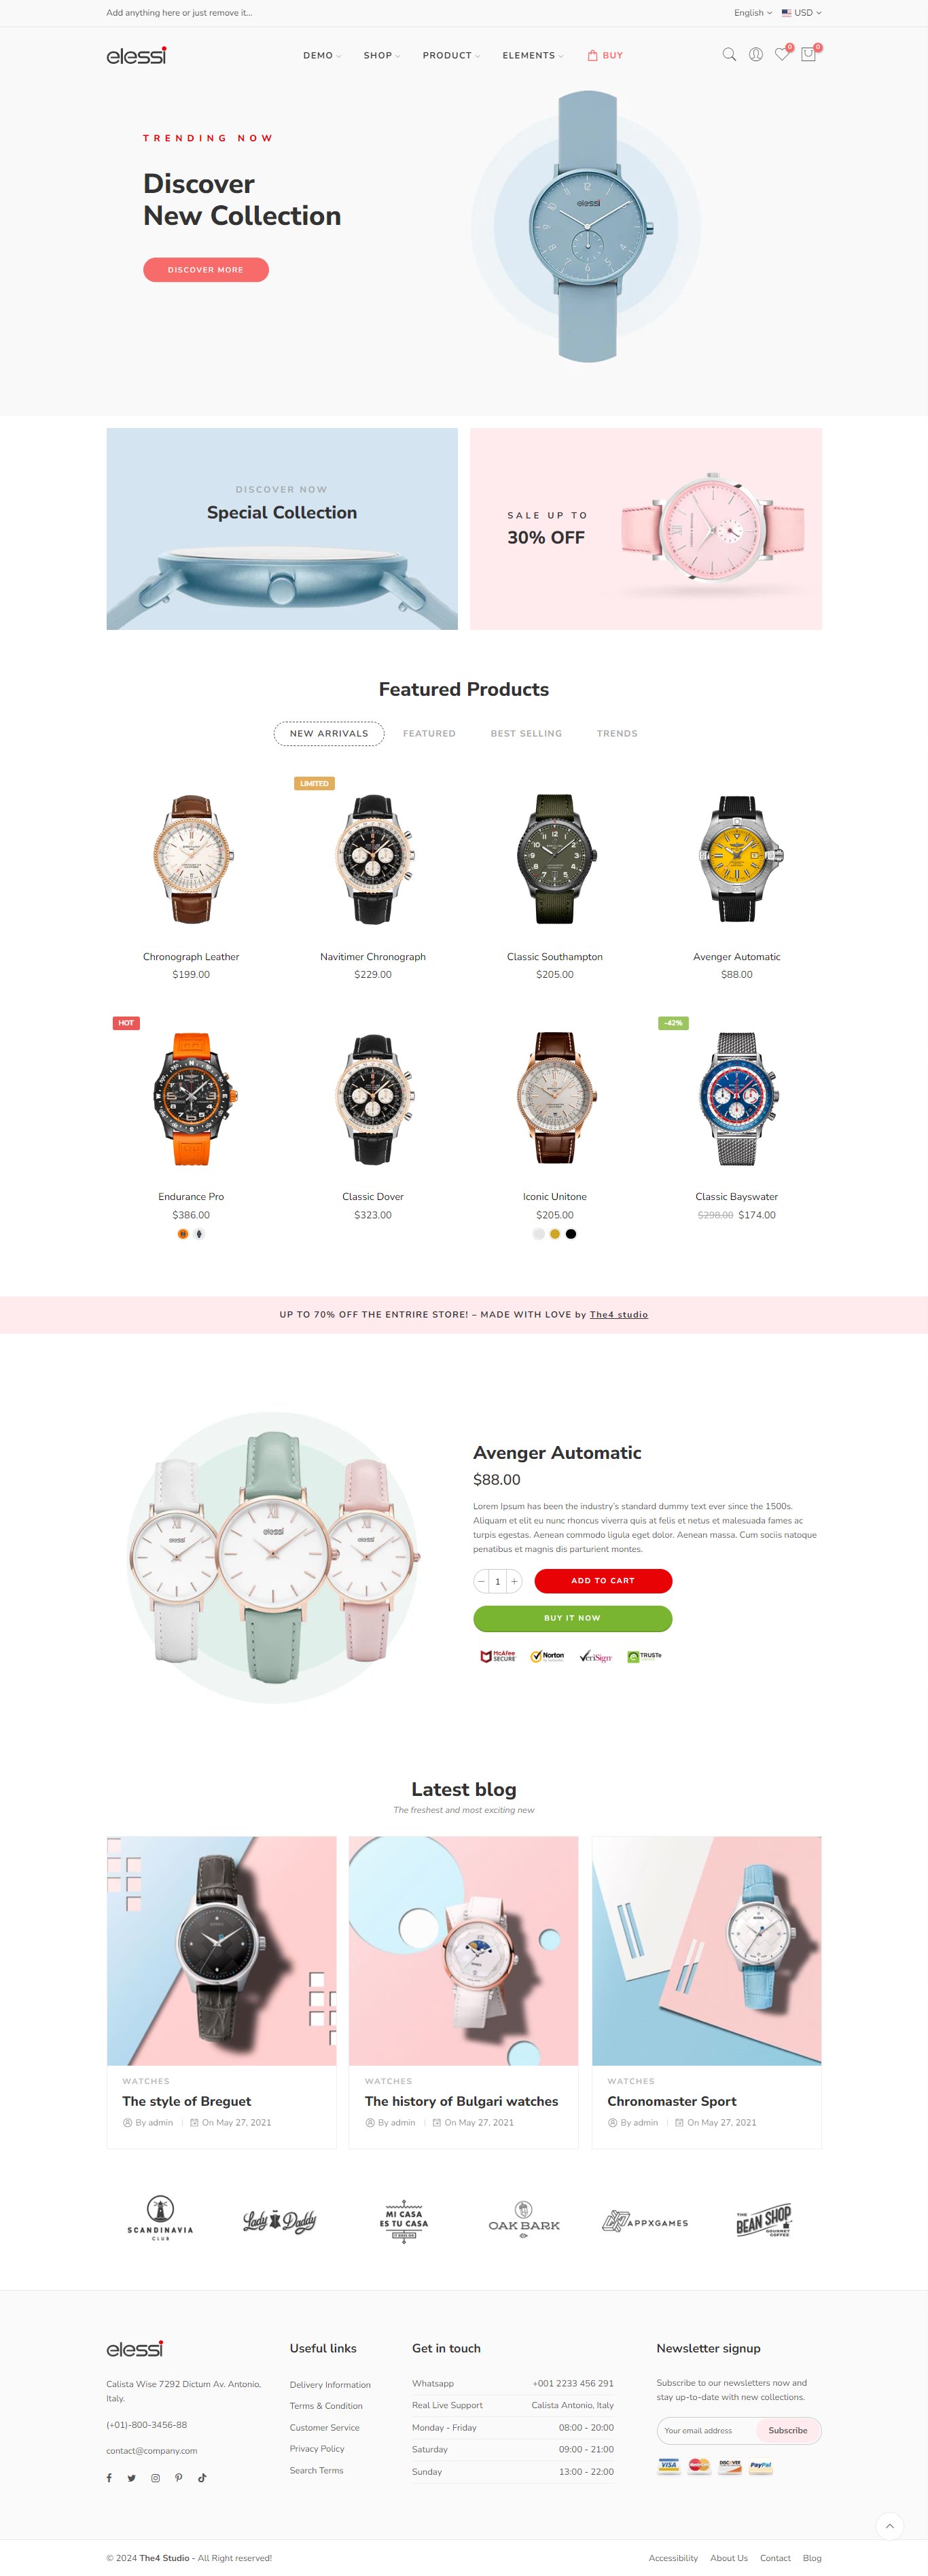 Add anything here or just remove it...
English
USD
elessi
DEMO
SHOP
PRODUCT
ELEMENTS
BUY
0
0
TRENDING NOW
Discover
New Collection
DISCOVER MORE
elessi
DISCOVER NOW
Special Collection
SALE UP TO
30% OFF
Featured Products
NEW ARRIVALS
FEATURED
BEST SELLING
TRENDS
LIMITED
Chronograph Leather
$199.00
Navitimer Chronograph
$229.00
Classic Southampton
$205.00
Avenger Automatic
$88.00
HOT
-42%
Endurance Pro
$386.00
Classic Dover
$323.00
Iconic Unitone
$205.00
Classic Bayswater
$298.00 $174.00
UP TO 70% OFF THE ENTRIRE STORE! – MADE WITH LOVE by The4 studio
elessi
elessi
elessi
Avenger Automatic
$88.00
Lorem Ipsum has been the industry's standard dummy text ever since the 1500s.
Aliquam et elit eu nunc rhoncus viverra quis at felis et netus et malesuada fames ac
turpis egestas. Aenean commodo ligula eget dolor. Aenean massa. Cum sociis natoque
penatibus et magnis dis parturient montes.
− 1 +
ADD TO CART
BUY IT NOW
McAfee
SECURE
Norton
VeriSign
TRUSTe
Latest blog
The freshest and most exciting new
WATCHES
The style of Breguet
By admin
On May 27, 2021
WATCHES
The history of Bulgari watches
By admin
On May 27, 2021
WATCHES
Chronomaster Sport
By admin
On May 27, 2021
SCANDINAVIA
CLUB
Lady & Daddy
MI CASA
ES TU CASA
OAK BARK
APPXGAMES
THE
BEAN SHOP
GOURMET
COFFEE
elessi
Calista Wise 7292 Dictum Av. Antonio,
Italy.
(+01)-800-3456-88
contact@company.com
Useful links
Delivery Information
Terms & Condition
Customer Service
Privacy Policy
Search Terms
Get in touch
Whatsapp +001 2233 456 291
Real Live Support Calista Antonio, Italy
Monday - Friday 08:00 - 20:00
Saturday 09:00 - 21:00
Sunday 13:00 - 22:00
Newsletter signup
Subscribe to our newsletters now and
stay up-to-date with new collections.
Your email address
Subscribe
VISA
MasterCard
DISCOVER
PayPal
© 2024 The4 Studio - All Right reserved!
Accessibility
About Us
Contact
Blog